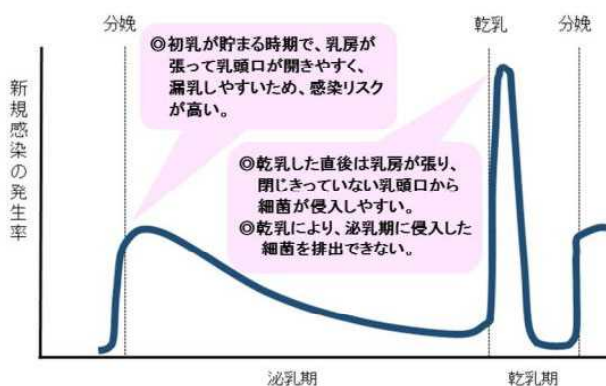 分娩
乾乳
分娩
◎初乳が貯まる時期で、乳房が
張って乳頭口が開きやすく、
漏乳しやすいため、感染リスク
が高い。
◎乾乳した直後は乳房が張り、
閉じきっていない乳頭口から
細菌が侵入しやすい。
◎乾乳により、泌乳期に侵入した
細菌を排出できない。
新規感染の発生率
泌乳期
乾乳期